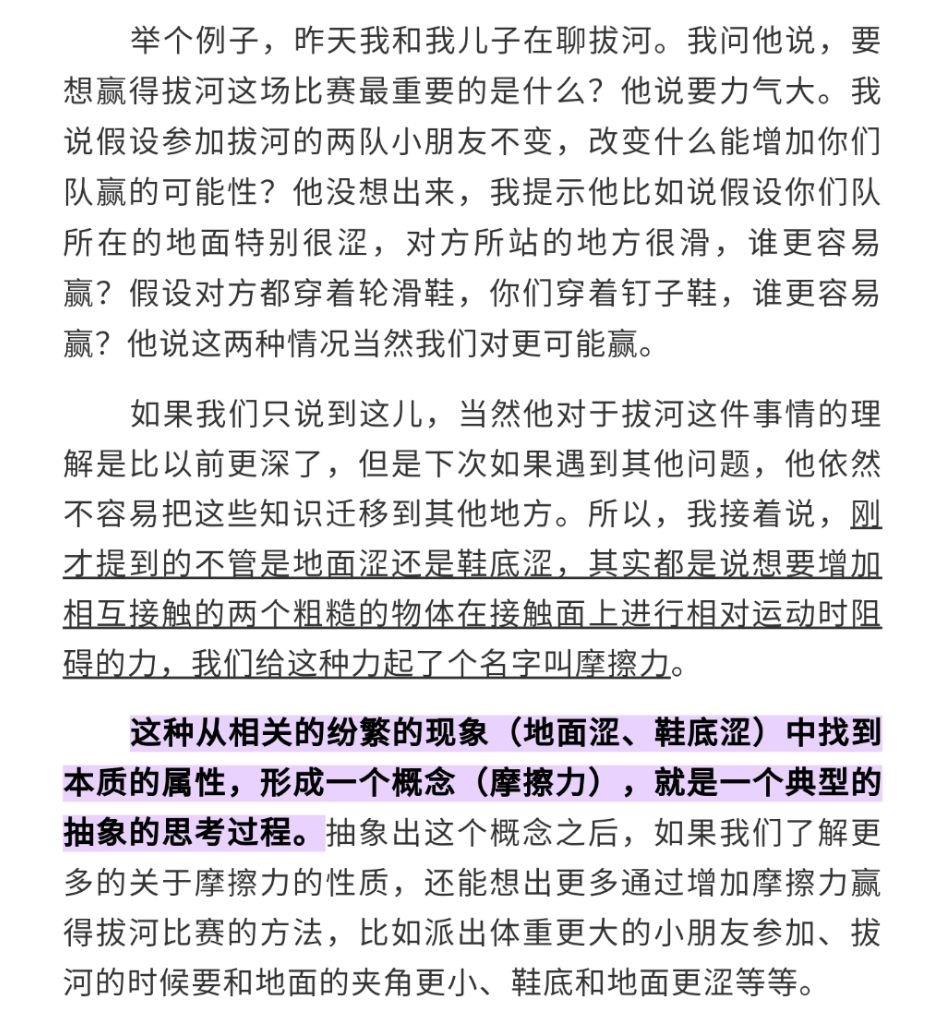 举个例子，昨天我和我儿子在聊拔河。我问他说，要
想赢得拔河这场比赛最重要的是什么？他说要力气大。我
说假设参加拔河的两队小朋友不变，改变什么能增加你们
队赢的可能性？他没想出来，我提示他比如说假设你们队
所在的地面特别很涩，对方所站的地方很滑，谁更容易
赢？假设对方都穿着轮滑鞋，你们穿着钉子鞋，谁更容易
赢？他说这两种情况当然我们对更可能赢。
如果我们只说到这儿，当然他对于拔河这件事情的理
解是比以前更深了，但是下次如果遇到其他问题，他依然
不容易把这些知识迁移到其他地方。所以，我接着说，刚
才提到的不管是地面涩还是鞋底涩，其实都是说想要增加
相互接触的两个粗糙的物体在接触面上进行相对运动时阻
碍的力，我们给这种力起了个名字叫摩擦力。
这种从相关的纷繁的现象（地面涩、鞋底涩）中找到
本质的属性，形成一个概念（摩擦力），就是一个典型的
抽象的思考过程。抽象出这个概念之后，如果我们了解更
多的关于摩擦力的性质，还能想出更多通过增加摩擦力赢
得拔河比赛的方法，比如派出体重更大的小朋友参加、拔
河的时候要和地面的夹角更小、鞋底和地面更涩等等。